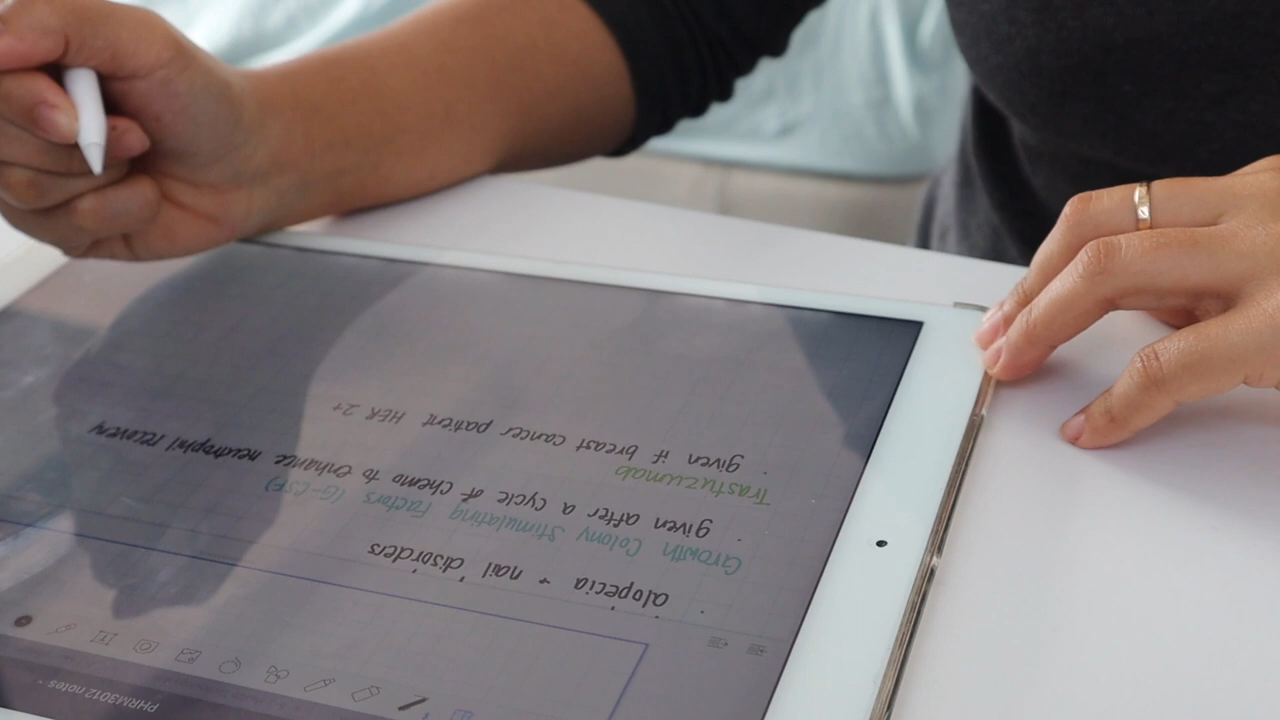 PHRM3012 notes
· alopecia + nail disorders
Growth Colony Stimulating Factors (G-CSF)
· given after a cycle of chemo to enhance neutrophil recovery
Trastuzumab
· given if breast cancer patient HER 2+